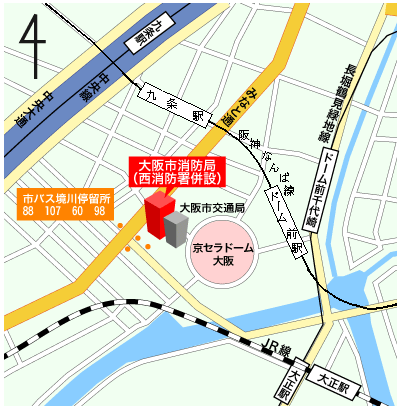 九条駅
中央線
中央大通
九条駅
みなと通
阪神なんば線
長堀鶴見緑地線
ドーム前千代崎
ドーム前駅
大阪市消防局
(西消防署併設)
市バス境川停留所
88 107 60 98
大阪市交通局
京セラドーム
大阪
JR線
大正駅
大正駅